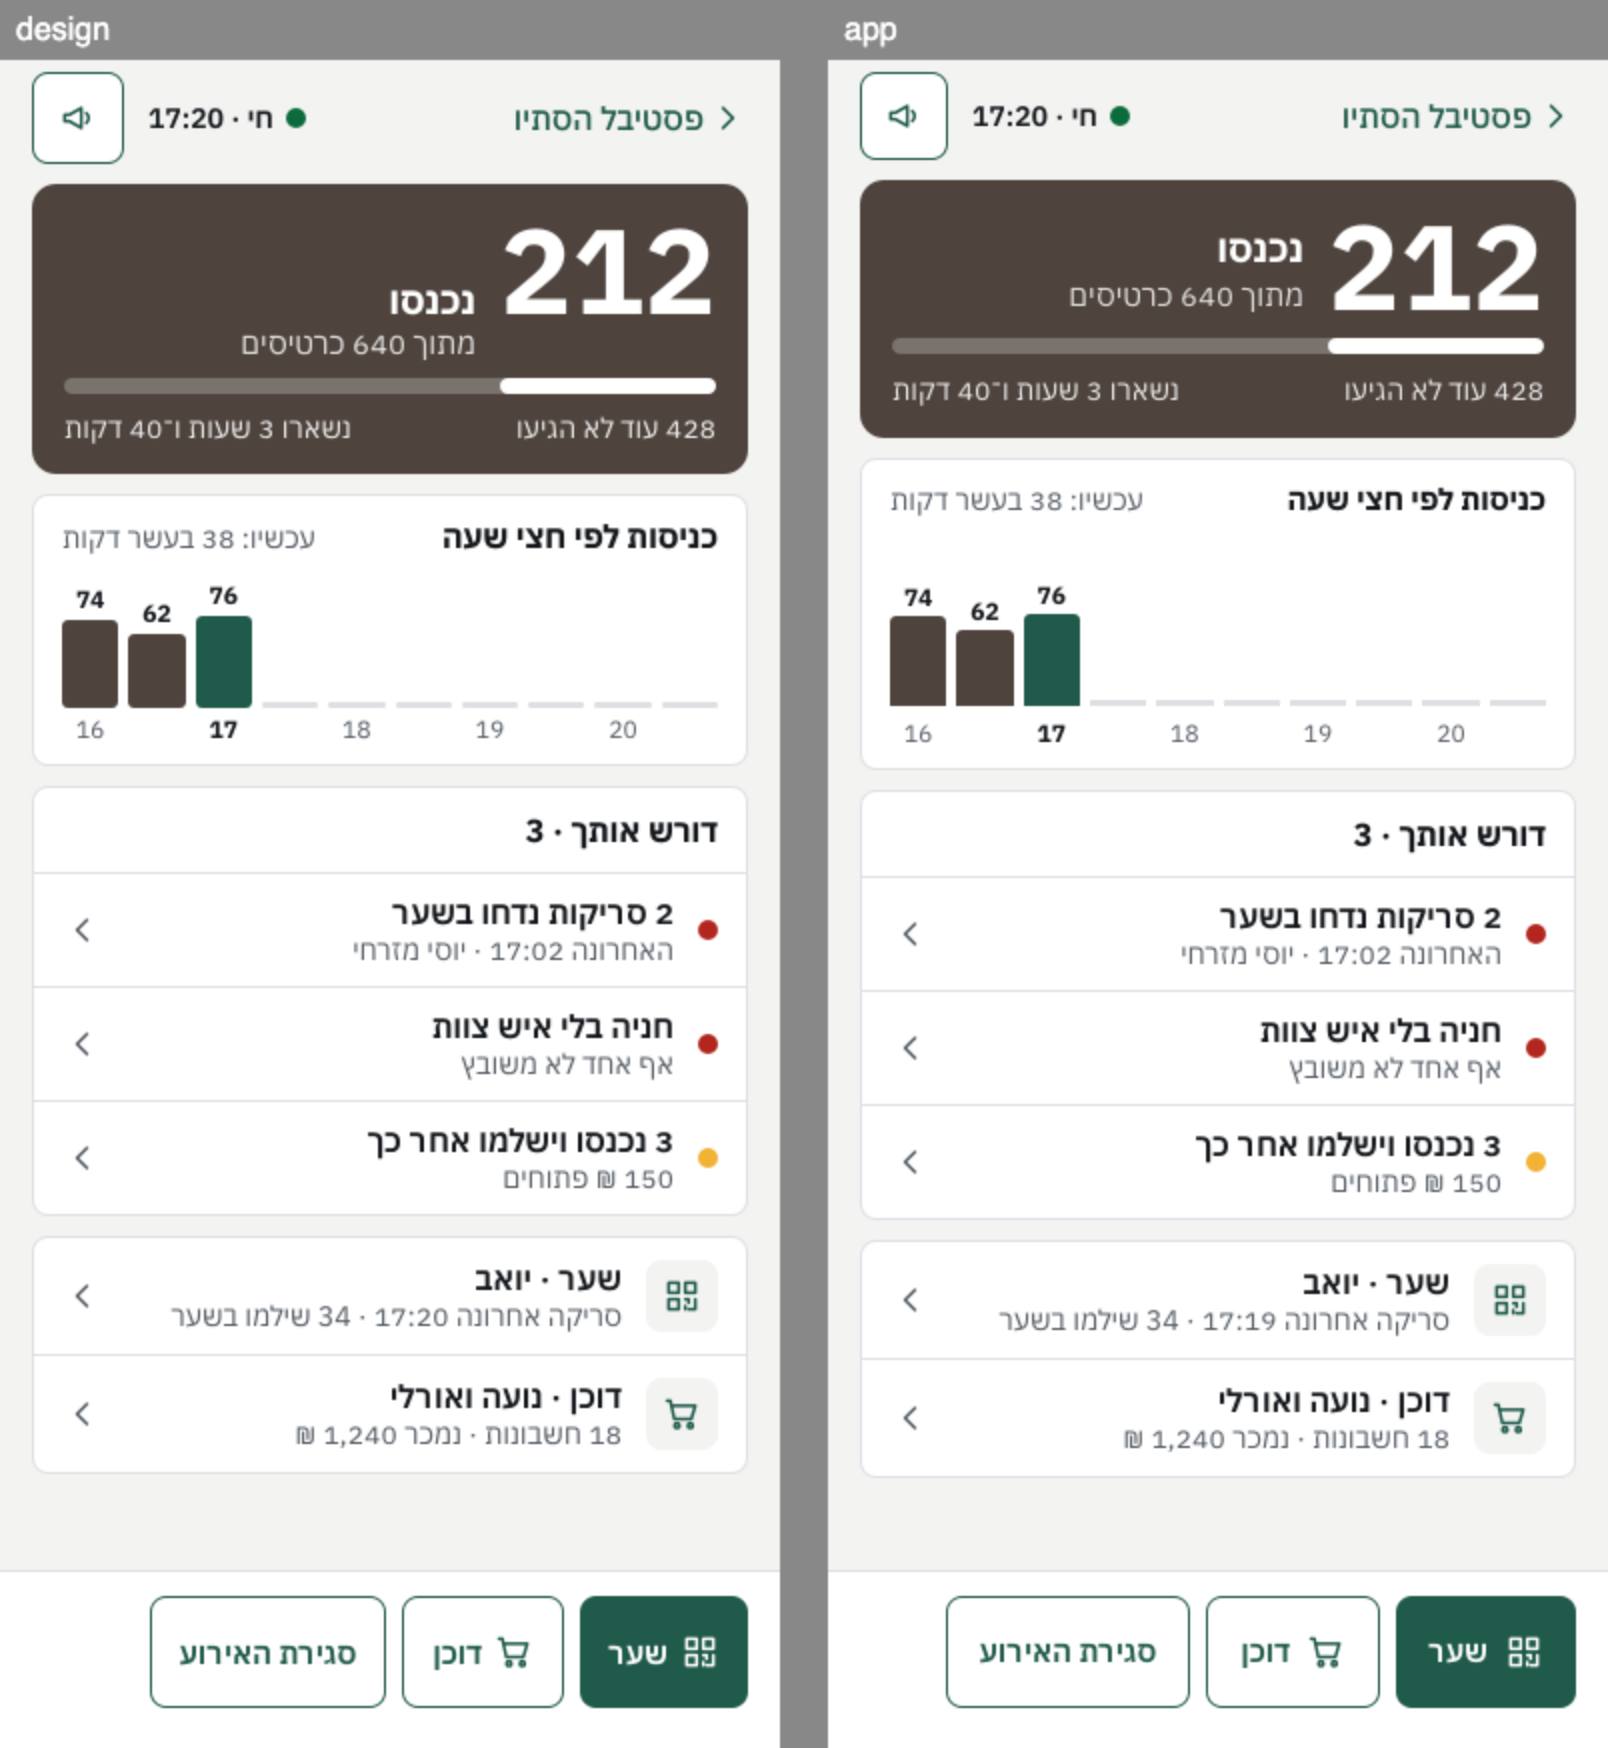 design
פסטיבל הסתיו
חי · 17:20
212
נכנסו
מתוך 640 כרטיסים
428 עוד לא הגיעו
נשארו 3 שעות ו־40 דקות
כניסות לפי חצי שעה
עכשיו: 38 בעשר דקות
74 62 76
16 17 18 19 20
דורש אותך · 3
2 סריקות נדחו בשער
האחרונה 17:02 · יוסי מזרחי
חניה בלי איש צוות
אף אחד לא משובץ
3 נכנסו וישלמו אחר כך
150 ₪ פתוחים
שער · יואב
סריקה אחרונה 17:20 · 34 שילמו בשער
דוכן · נועה ואורלי
18 חשבונות · נמכר 1,240 ₪
שער
דוכן
סגירת האירוע
app
פסטיבל הסתיו
חי · 17:20
212
נכנסו
מתוך 640 כרטיסים
428 עוד לא הגיעו
נשארו 3 שעות ו־40 דקות
כניסות לפי חצי שעה
עכשיו: 38 בעשר דקות
74 62 76
16 17 18 19 20
דורש אותך · 3
2 סריקות נדחו בשער
האחרונה 17:02 · יוסי מזרחי
חניה בלי איש צוות
אף אחד לא משובץ
3 נכנסו וישלמו אחר כך
150 ₪ פתוחים
שער · יואב
סריקה אחרונה 17:19 · 34 שילמו בשער
דוכן · נועה ואורלי
18 חשבונות · נמכר 1,240 ₪
שער
דוכן
סגירת האירוע